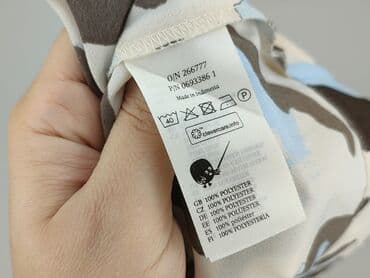 O/N 266777
P/N 0693386 1
Made in Indonesia
40 P
clevercare.info
GB 100% POLYESTER
CZ 100% POLYESTER
DE 100% POLYESTER
EE 100% POLÜESTER
ES 100% poliéster
FI 100% POLYESTERIA